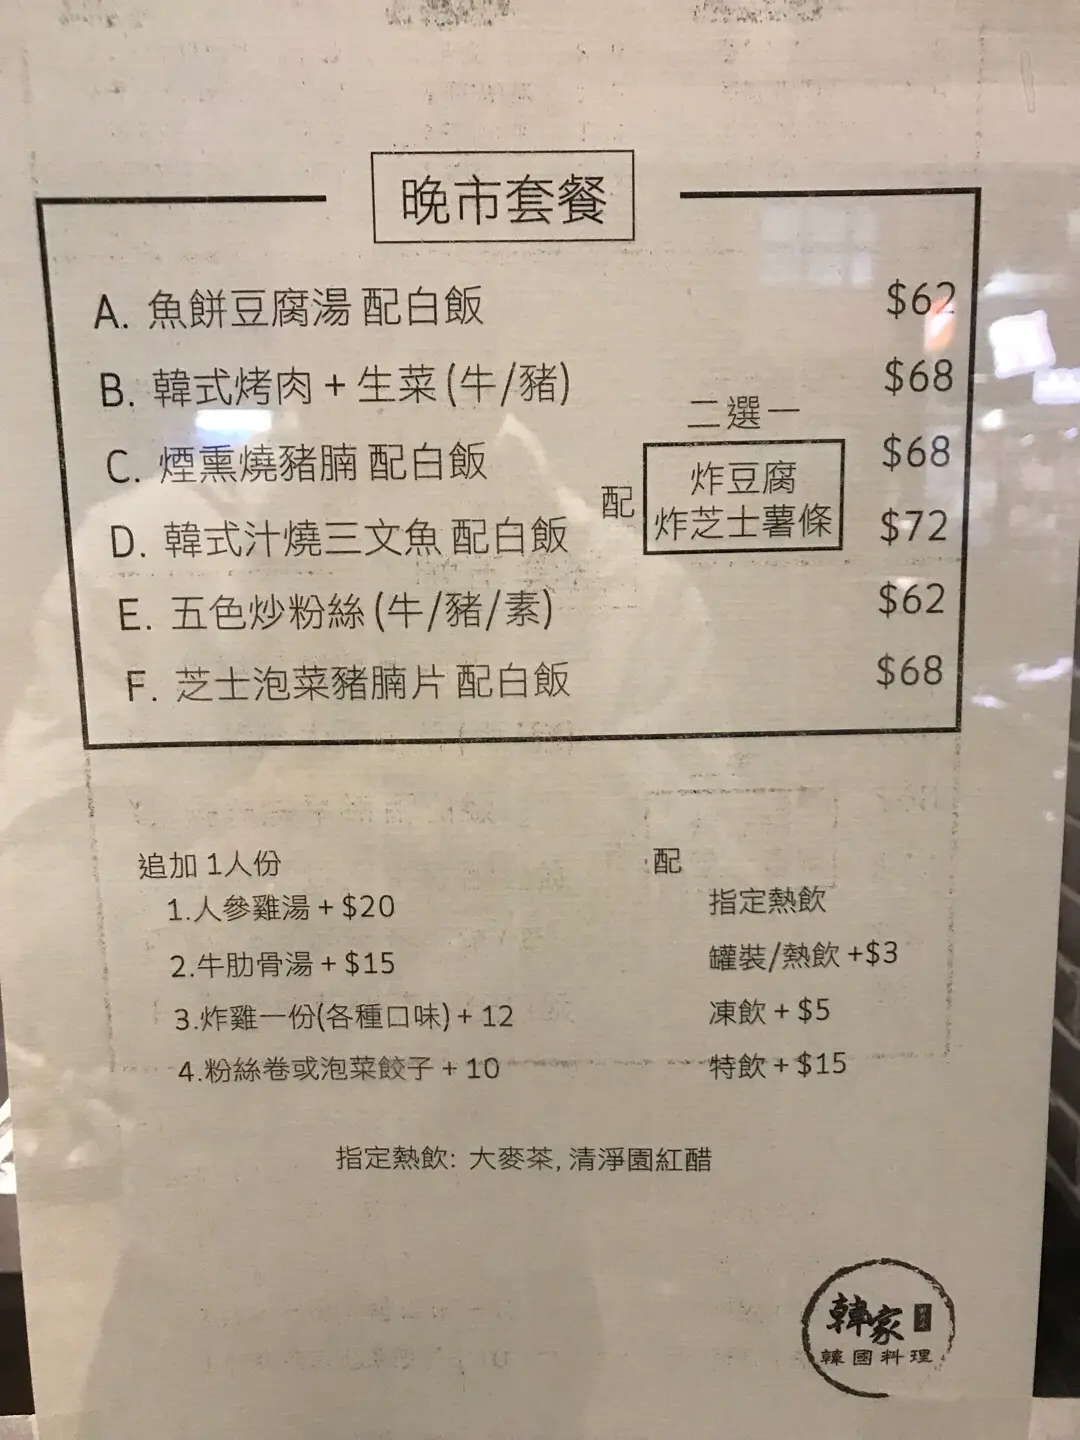 晚市套餐
A. 魚餅豆腐湯 配白飯 $62
B. 韓式烤肉 + 生菜 (牛/豬) $68
C. 煙熏燒豬腩 配白飯 $68
D. 韓式汁燒三文魚 配白飯 $72
E. 五色炒粉絲 (牛/豬/素) $62
F. 芝士泡菜豬腩片 配白飯 $68
二選一
配
炸豆腐
炸芝士薯條
追加 1人份
1.人參雞湯 + $20
2.牛肋骨湯 + $15
3.炸雞一份(各種口味) + 12
4.粉絲卷或泡菜餃子 + 10
配
指定熱飲
罐裝/熱飲 +$3
凍飲 + $5
特飲 + $15
指定熱飲: 大麥茶, 清淨園紅醋
韓家
韓國料理